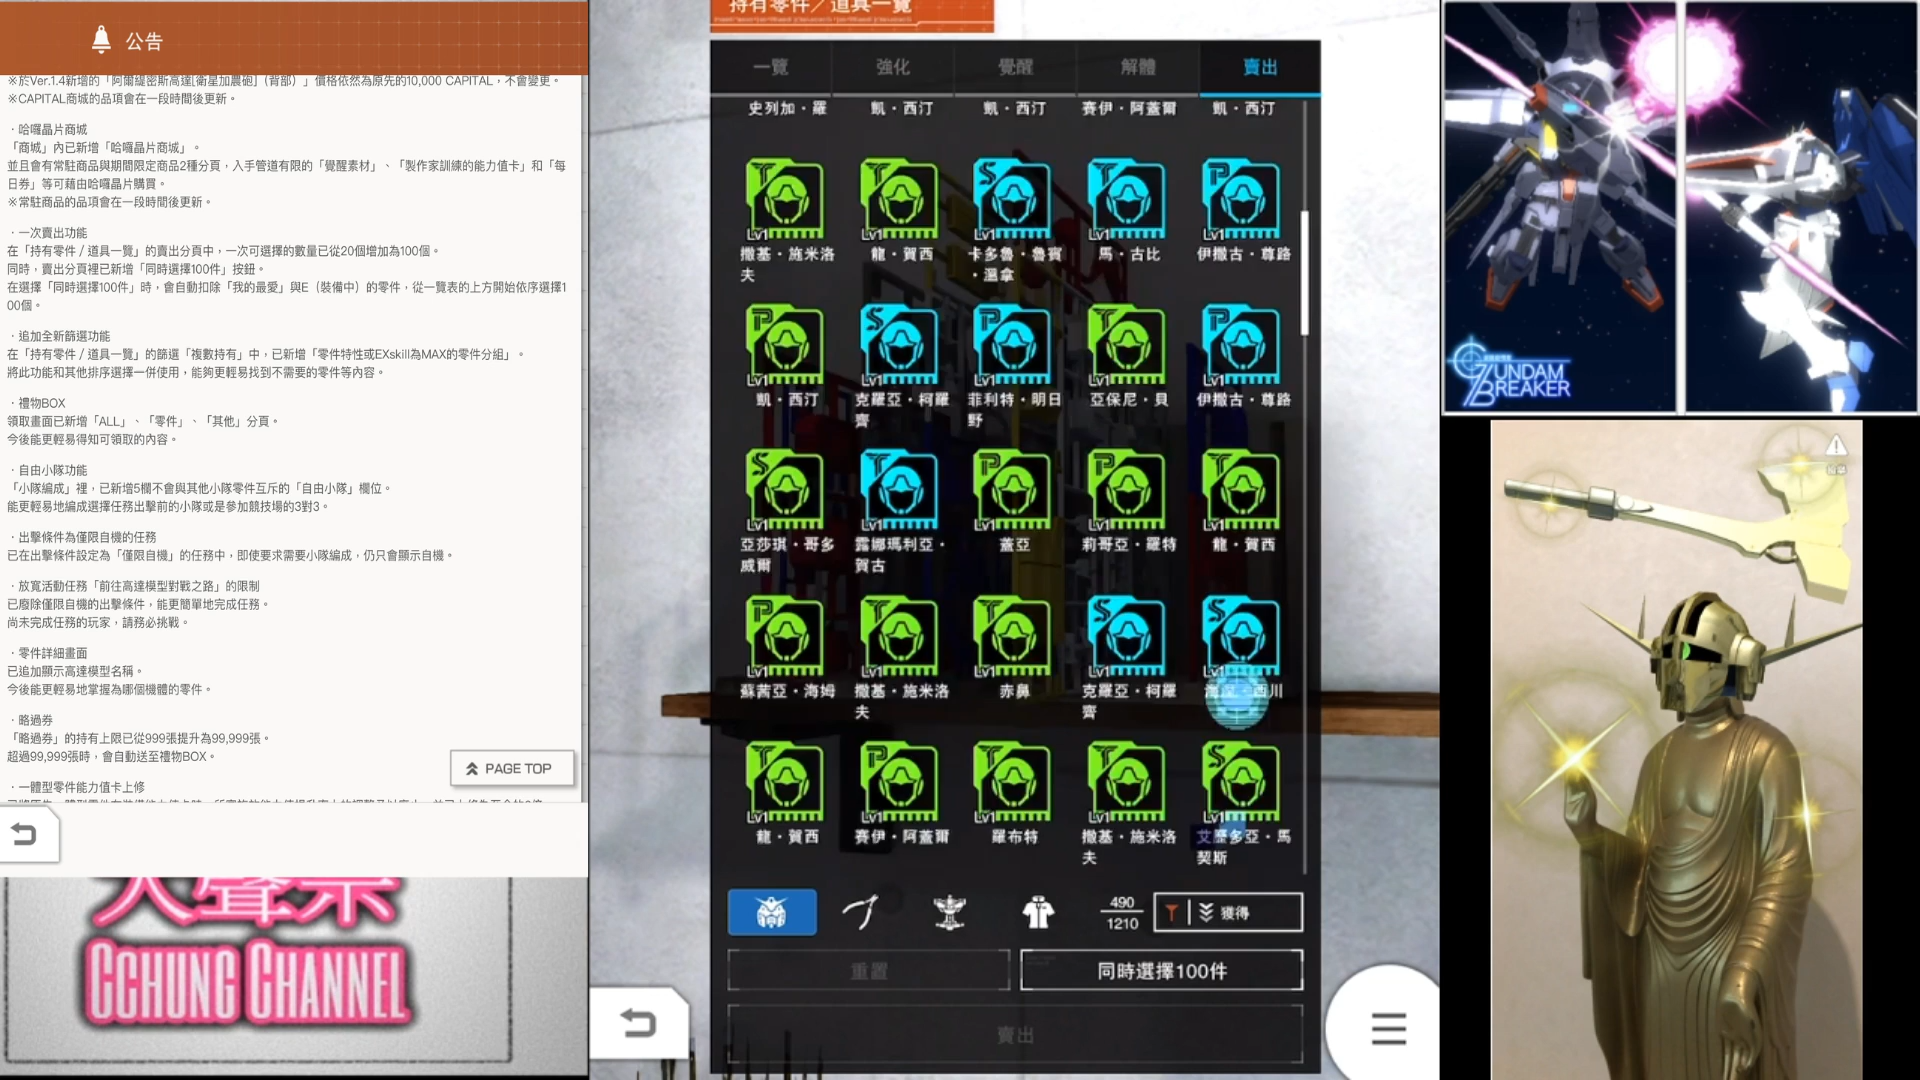 公告
※於Ver.1.4新增的「阿爾緹密斯高達[衛星加農砲]（背部）」價格依然為原先的10,000 CAPITAL，不會變更。
※CAPITAL商城的品項會在一段時間後更新。
· 哈囉晶片商城
「商城」內已新增「哈囉晶片商城」。
並且會有常駐商品與期間限定商品2種分頁，入手管道有限的「覺醒素材」、「製作家訓練的能力值卡」和「每
日券」等可藉由哈囉晶片購買。
※常駐商品的品項會在一段時間後更新。
· 一次賣出功能
在「持有零件 / 道具一覽」的賣出分頁中，一次可選擇的數量已從20個增加為100個。
同時，賣出分頁裡已新增「同時選擇100件」按鈕。
在選擇「同時選擇100件」時，會自動扣除「我的最愛」與E（裝備中）的零件，從一覽表的上方開始依序選擇1
00個。
· 追加全新篩選功能
在「持有零件 / 道具一覽」的篩選「複數持有」中，已新增「零件特性或EXskill為MAX的零件分組」。
將此功能和其他排序選擇一併使用，能夠更輕易找到不需要的零件等內容。
· 禮物BOX
領取畫面已新增「ALL」、「零件」、「其他」分頁。
今後能更輕易得知可領取的內容。
· 自由小隊功能
「小隊編成」裡，已新增5欄不會與其他小隊零件互斥的「自由小隊」欄位。
能更輕易地編成選擇任務出擊前的小隊或是參加競技場的3對3。
· 出擊條件為僅限自機的任務
已在出擊條件設定為「僅限自機」的任務中，即使要求需要小隊編成，仍只會顯示自機。
· 放寬活動任務「前往高達模型對戰之路」的限制
已廢除僅限自機的出擊條件，能更簡單地完成任務。
尚未完成任務的玩家，請務必挑戰。
· 零件詳細畫面
已追加顯示高達模型名稱。
今後能更輕易地掌握為哪個機體的零件。
· 略過券
「略過券」的持有上限已從999張提升為99,999張。
超過99,999張時，會自動送至禮物BOX。
· 一體型零件能力值卡上修
PAGE TOP
CCHUNG CHANNEL
持有零件／道具一覽
一覽 強化 覺醒 解體 賣出
史列加・羅 凱・西汀 凱・西汀 賽伊・阿蓋爾 凱・西汀
T T S T P
Lv1 Lv1 Lv1 Lv1 Lv1
撒基・施米洛 龍・賀西 卡多魯・魯賓 馬・古比 伊撒古・尊路
夫 ・溫拿
P S P T P
Lv1 Lv1 Lv1 Lv1 Lv1
凱・西汀 克羅亞・柯羅 菲利特・明日 亞保尼・貝 伊撒古・尊路
齊 野
S T P P T
Lv1 Lv1 Lv1 Lv1 Lv1
亞莎琪・哥多 露娜瑪利亞・ 蓋亞 莉哥亞・羅特 龍・賀西
威爾 賀古
P T T S S
Lv1 Lv1 Lv1 Lv1 Lv1
蘇茜亞・海姆 撒基・施米洛 赤鼻 克羅亞・柯羅 西川
夫 齊
T P T T S
Lv1 Lv1 Lv1 Lv1 Lv1
龍・賀西 賽伊・阿蓋爾 羅布特 撒基・施米洛 艾歷多亞・馬
夫 契斯
490
1210
獲得
重置 同時選擇100件
賣出
GUNDAM
BREAKER